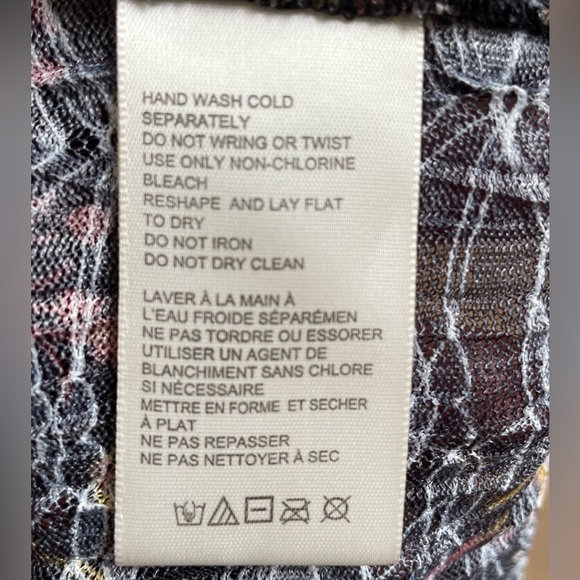 HAND WASH COLD
SEPARATELY
DO NOT WRING OR TWIST
USE ONLY NON-CHLORINE
BLEACH
RESHAPE AND LAY FLAT
TO DRY
DO NOT IRON
DO NOT DRY CLEAN
LAVER À LA MAIN À
L'EAU FROIDE SÉPARÉMEN
NE PAS TORDRE OU ESSORER
UTILISER UN AGENT DE
BLANCHIMENT SANS CHLORE
SI NÉCESSAIRE
METTRE EN FORME ET SECHER
À PLAT
NE PAS REPASSER
NE PAS NETTOYER À SEC